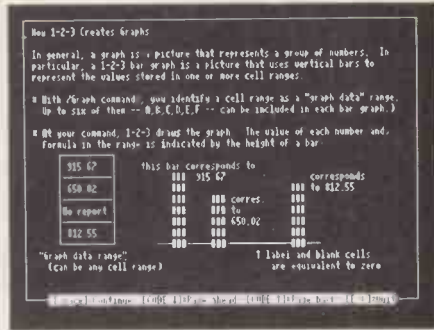 How 1-2-3 Creates Graphs
In general, a graph is a picture that represents a group of numbers. In
particular, a 1-2-3 bar graph is a picture that uses vertical bars to
represent the values stored in one or more cell ranges.
With /Graph command , you identify a cell range as a "graph data" range.
Up to six of them -- A,B,C,D,E,F -- can be included in each bar graph.)
At your command, 1-2-3 draws the graph. The value of each number and
formula in the range is indicated by the height of a bar
915 67
650.02
No report
812 55
this bar corresponds to
915 67
corres.
to
650.02
corresponds
to 812.55
"Graph data range"
(can be any cell range)
↑ label and blank cells
are equivalent to zero